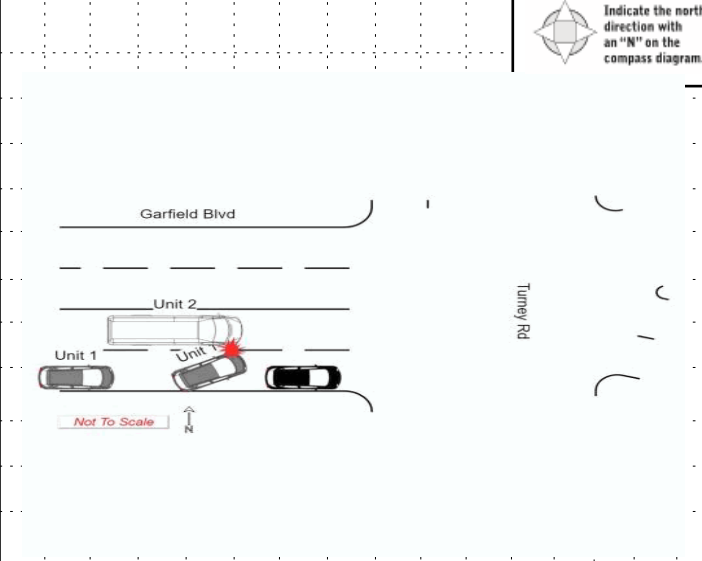 Indicate the north
direction with
an “N” on the
compass diagram.
Garfield Blvd
Unit 2
Turney Rd
Unit 1
Unit 1
Not To Scale
N